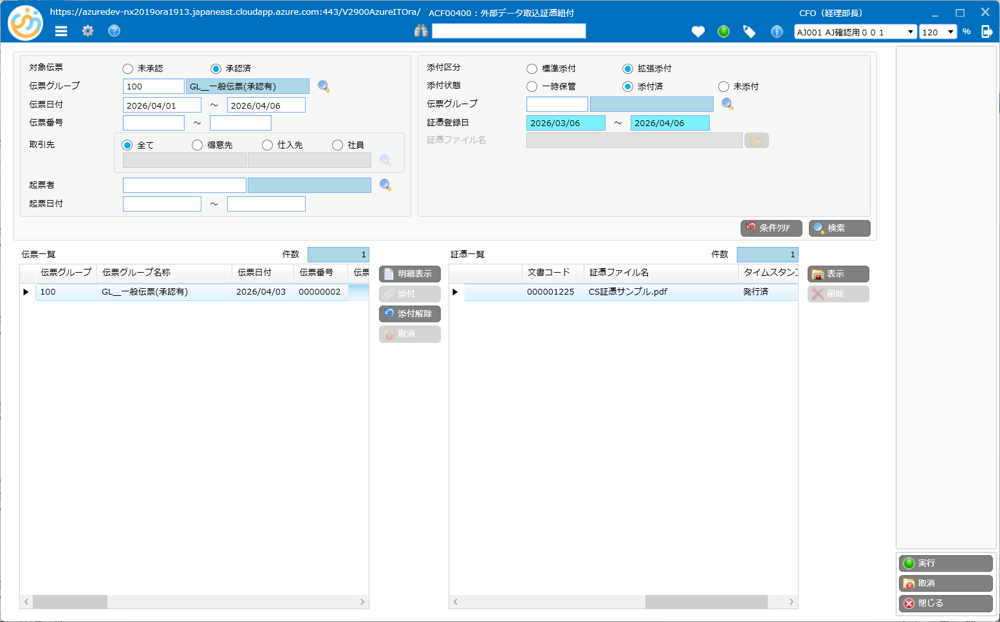 https://azuredev-nx2019ora1913.japaneast.cloudapp.azure.com:443/V2900AzureITOra/ ACF00400：外部データ取込証憑紐付 CFO（経理部長）
AJ001 AJ確認用００１ 120 %
対象伝票 未承認 承認済
伝票グループ 100 GL__一般伝票(承認有)
伝票日付 2026/04/01 ～ 2026/04/06
伝票番号 ～
取引先 全て 得意先 仕入先 社員
起票者
起票日付 ～
添付区分 標準添付 拡張添付
添付状態 一時保管 添付済 未添付
伝票グループ
証憑登録日 2026/03/06 ～ 2026/04/06
証憑ファイル名
条件ｸﾘｱ 検索
伝票一覧 件数 1
伝票グループ 伝票グループ名称 伝票日付 伝票番号 伝票
100 GL__一般伝票(承認有) 2026/04/03 00000002
明細表示
添付
添付解除
取消
証憑一覧 件数 1
文書コード 証憑ファイル名 タイムスタンプ
000001225 CS証憑サンプル.pdf 発行済
表示
削除
実行
取消
閉じる